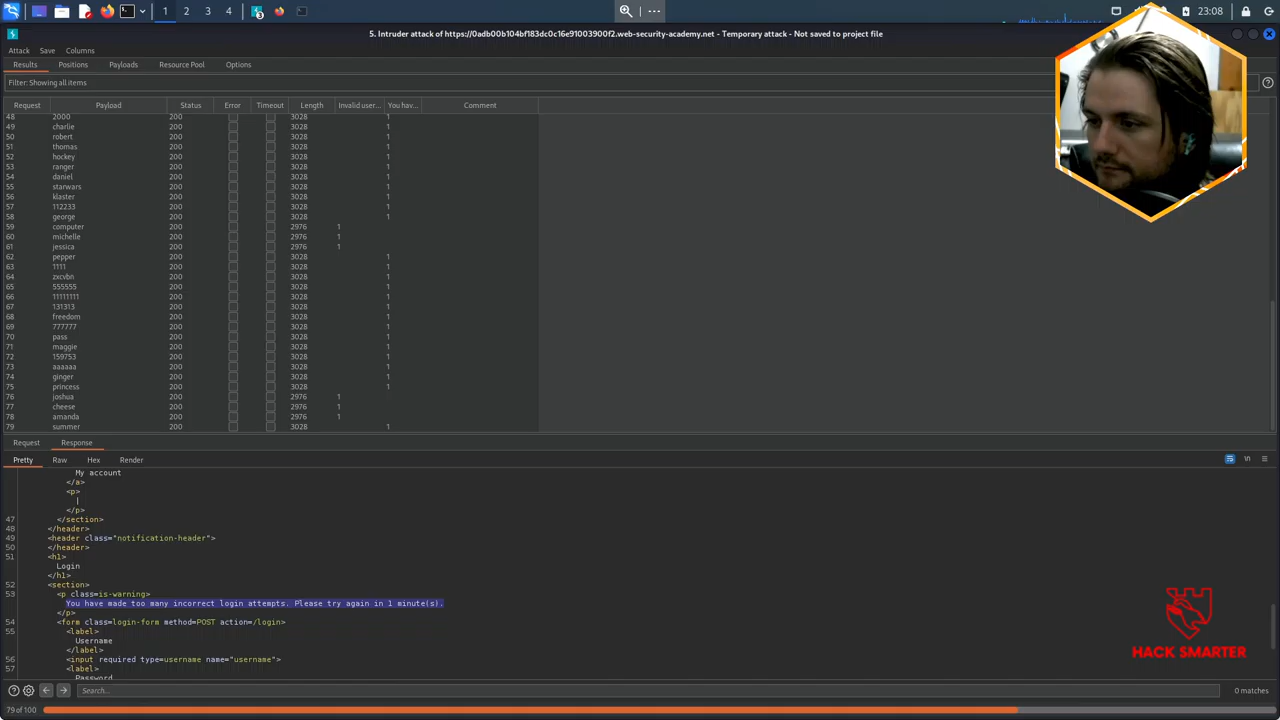 1 2 3 4 23:08
5. Intruder attack of https://0adb00b104bf183dc0c16e91003900f2.web-security-academy.net - Temporary attack - Not saved to project file
Attack Save Columns
Results Positions Payloads Resource Pool Options
Filter: Showing all items
Request Payload Status Error Timeout Length Invalid user... You hav... Comment
48 2000 200 3028 1
49 charlie 200 3028 1
50 robert 200 3028 1
51 thomas 200 3028 1
52 hockey 200 3028 1
53 ranger 200 3028 1
54 daniel 200 3028 1
55 starwars 200 3028 1
56 klaster 200 3028 1
57 112233 200 3028 1
58 george 200 3028 1
59 computer 200 2976 1
60 michelle 200 2976 1
61 jessica 200 2976 1
62 pepper 200 3028 1
63 1111 200 3028 1
64 zxcvbn 200 3028 1
65 555555 200 3028 1
66 11111111 200 3028 1
67 131313 200 3028 1
68 freedom 200 3028 1
69 777777 200 3028 1
70 pass 200 3028 1
71 maggie 200 3028 1
72 159753 200 3028 1
73 aaaaaa 200 3028 1
74 ginger 200 3028 1
75 princess 200 3028 1
76 joshua 200 2976 1
77 cheese 200 2976 1
78 amanda 200 2976 1
79 summer 200 3028 1
Request Response
Pretty Raw Hex Render
My account
</a>
<p>
|
</p>
47 </section>
48 </header>
49 <header class="notification-header">
50 </header>
51 <h1>
Login
</h1>
52 <section>
53 <p class=is-warning>
You have made too many incorrect login attempts. Please try again in 1 minute(s).
</p>
54 <form class=login-form method=POST action=/login>
55 <label>
Username
</label>
56 <input required type=username name="username">
57 <label>
Password
HACK SMARTER
Search... 0 matches
79 of 100